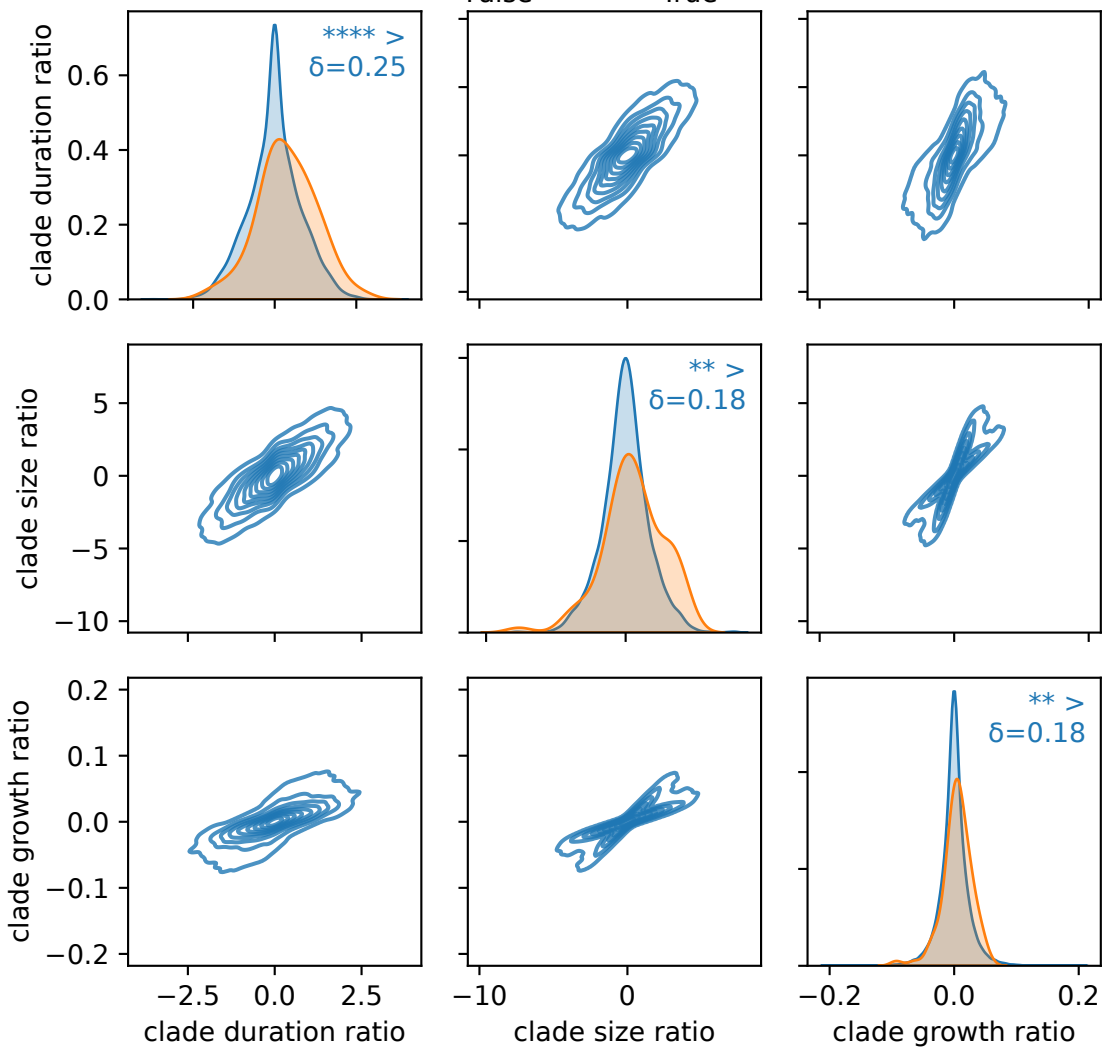 False True
clade duration ratio
0.6
0.4
0.2
0.0
**** >
δ=0.25
clade size ratio
5
0
−5
−10
** >
δ=0.18
clade growth ratio
0.2
0.1
0.0
−0.1
−0.2
** >
δ=0.18
−2.5 0.0 2.5
−10 0
−0.2 0.0 0.2
clade duration ratio
clade size ratio
clade growth ratio